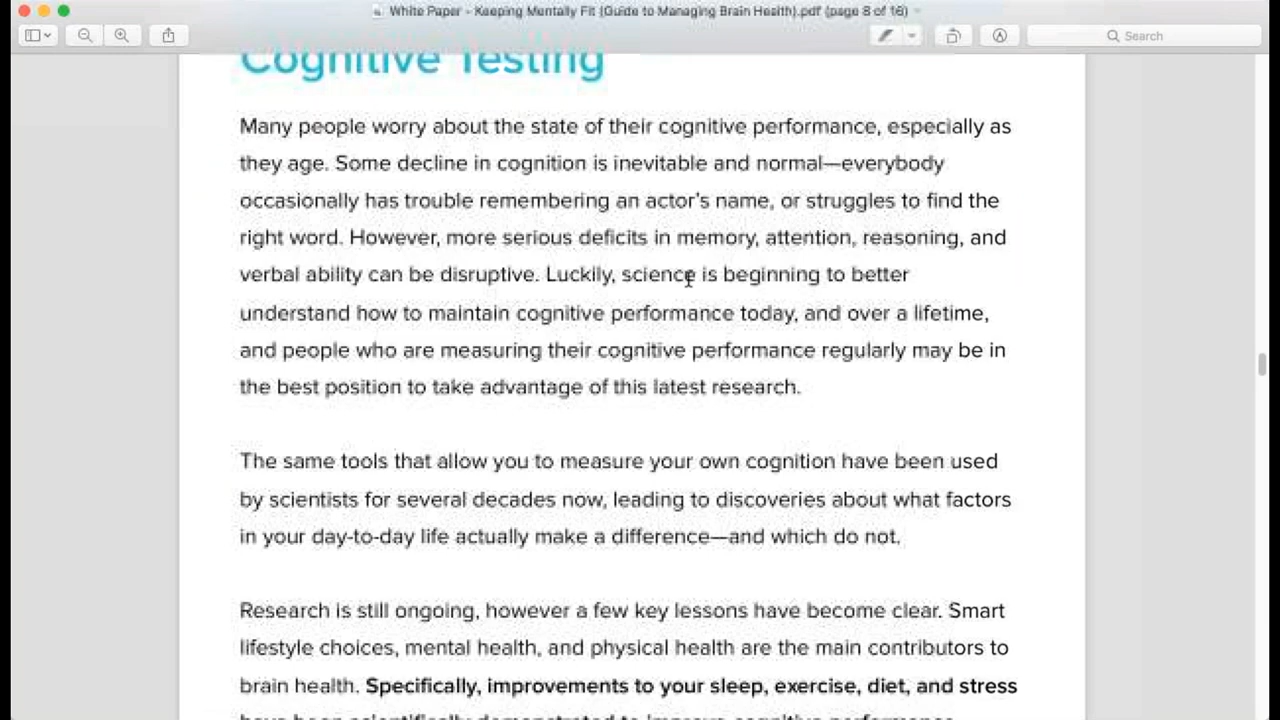 White Paper - Keeping Mentally Fit (Guide to Managing Brain Health).pdf (page 8 of 16)
Search
Cognitive Testing
Many people worry about the state of their cognitive performance, especially as
they age. Some decline in cognition is inevitable and normal—everybody
occasionally has trouble remembering an actor's name, or struggles to find the
right word. However, more serious deficits in memory, attention, reasoning, and
verbal ability can be disruptive. Luckily, science is beginning to better
understand how to maintain cognitive performance today, and over a lifetime,
and people who are measuring their cognitive performance regularly may be in
the best position to take advantage of this latest research.
The same tools that allow you to measure your own cognition have been used
by scientists for several decades now, leading to discoveries about what factors
in your day-to-day life actually make a difference—and which do not.
Research is still ongoing, however a few key lessons have become clear. Smart
lifestyle choices, mental health, and physical health are the main contributors to
brain health. Specifically, improvements to your sleep, exercise, diet, and stress
have been scientifically demonstrated to improve cognitive performance